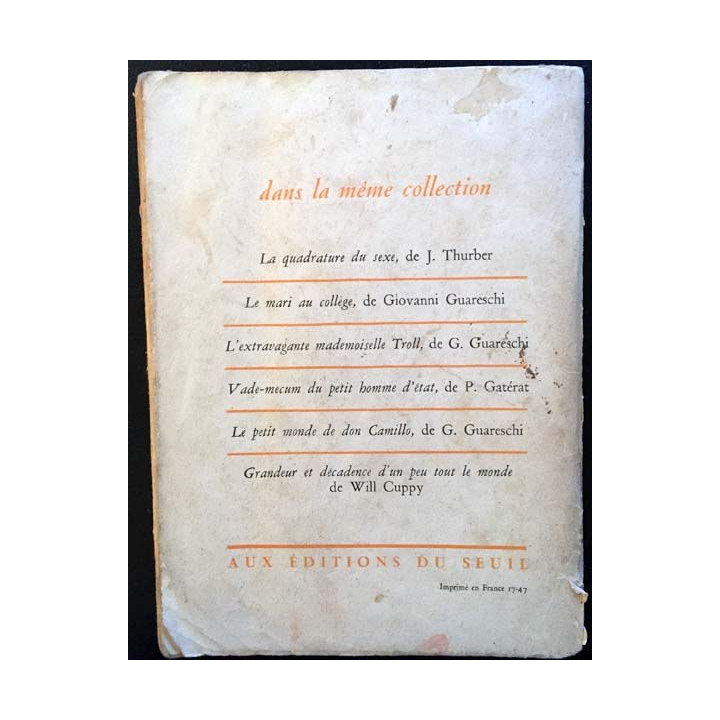 dans la même collection
La quadrature du sexe, de J. Thurber
Le mari au collège, de Giovanni Guareschi
L'extravagante mademoiselle Troll, de G. Guareschi
Vade-mecum du petit homme d'état, de P. Gatérat
Le petit monde de don Camillo, de G. Guareschi
Grandeur et décadence d'un peu tout le monde
de Will Cuppy
AUX ÉDITIONS DU SEUIL
Imprimé en France 17-47